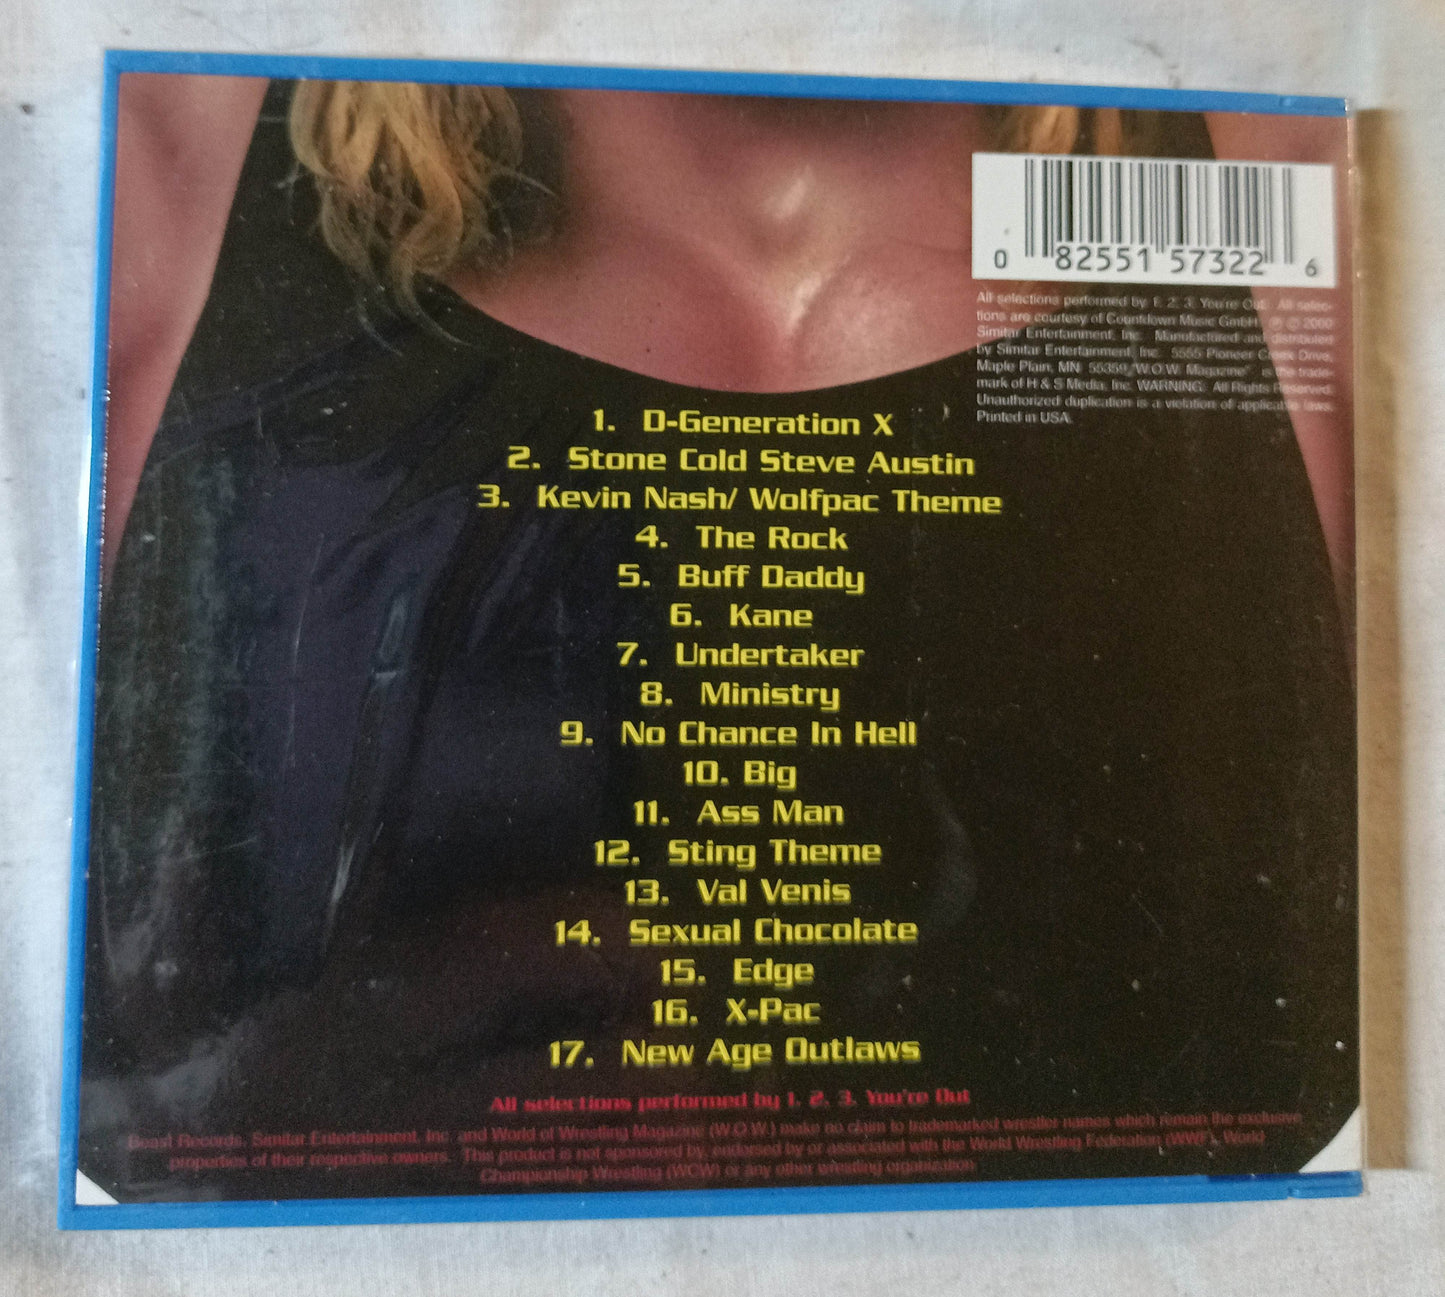 0 82551 57322 6
All selections performed by 1, 2, 3, You're Out. All selec-
tions are courtesy of Countdown Music GmbH. ℗ © 2000
Simitar Entertainment, Inc. Manufactured and distributed
by Simitar Entertainment, Inc. 5555 Pioneer Creek Drive,
Maple Plain, MN 55359 "W.O.W. Magazine" is the trade-
mark of H & S Media, Inc. WARNING: All Rights Reserved.
Unauthorized duplication is a violation of applicable laws.
Printed in USA.
1. D-Generation X
2. Stone Cold Steve Austin
3. Kevin Nash/ Wolfpac Theme
4. The Rock
5. Buff Daddy
6. Kane
7. Undertaker
8. Ministry
9. No Chance In Hell
10. Big
11. Ass Man
12. Sting Theme
13. Val Venis
14. Sexual Chocolate
15. Edge
16. X-Pac
17. New Age Outlaws
All selections performed by 1, 2, 3, You're Out
Beast Records, Simitar Entertainment, Inc. and World of Wrestling Magazine (W.O.W.) make no claim to trademarked wrestler names which remain the exclusive
properties of their respective owners. This product is not sponsored by, endorsed by or associated with the World Wrestling Federation (WWF), World
Championship Wrestling (WCW) or any other wrestling organization.